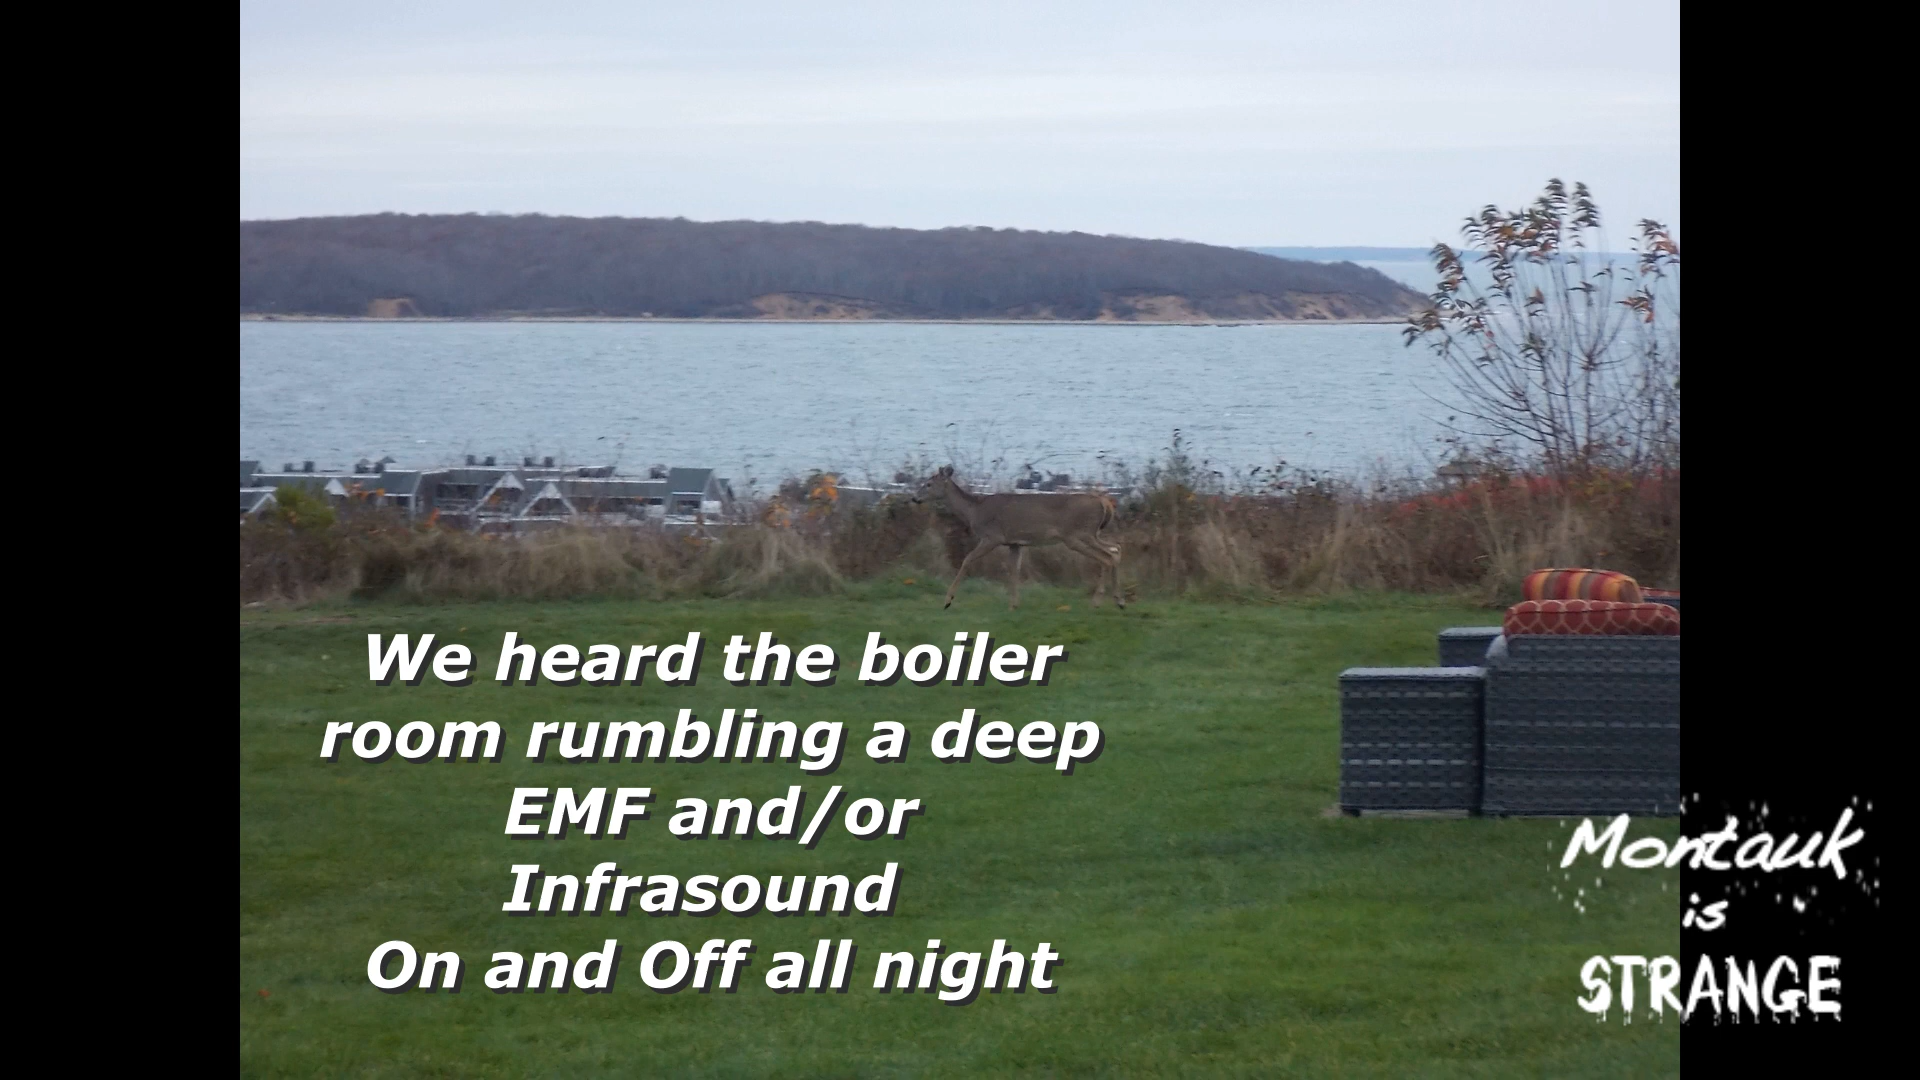 We heard the boiler
room rumbling a deep
EMF and/or
Infrasound
On and Off all night
Montauk
is
STRANGE